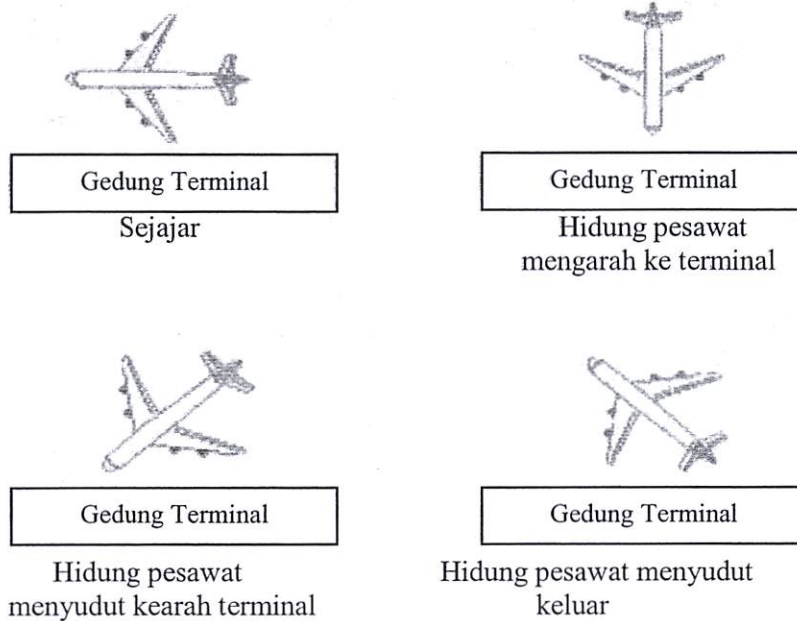 Gedung Terminal
Gedung Terminal
Sejajar
Hidung pesawat
mengarah ke terminal
Gedung Terminal
Gedung Terminal
Hidung pesawat
menyudut kearah terminal
Hidung pesawat menyudut
keluar